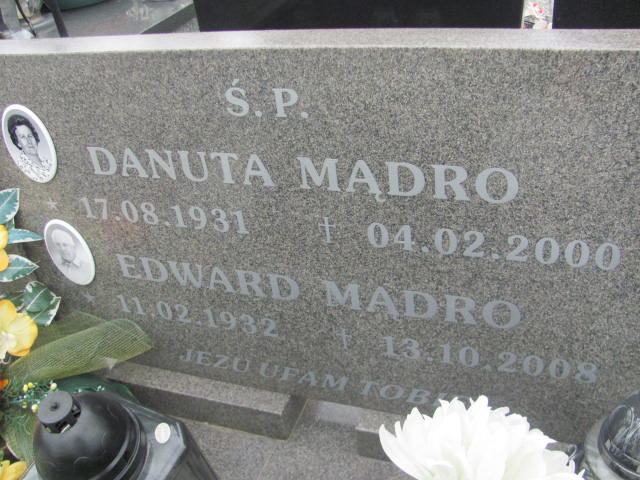 Ś.P.
DANUTA MĄDRO
* 17.08.1931 † 04.02.2000
EDWARD MĄDRO
* 11.02.1932 † 13.10.2008
JEZU UFAM